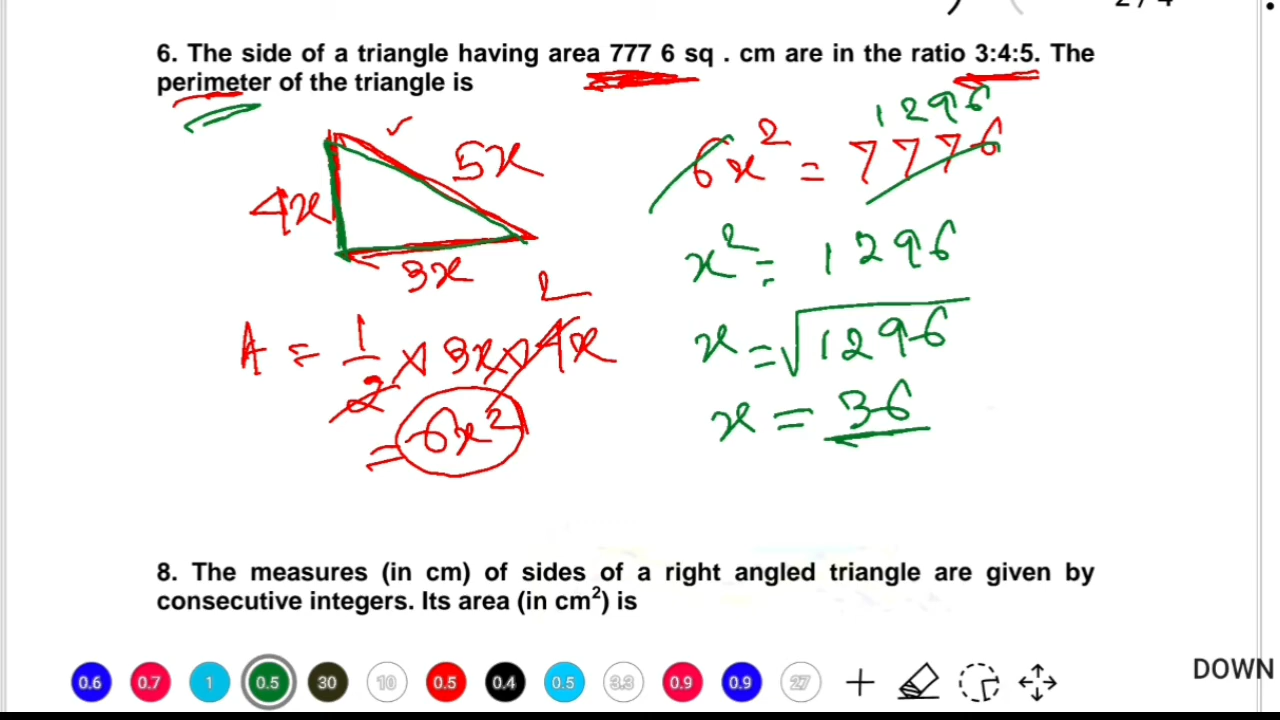 2 / 4
6. The side of a triangle having area 777 6 sq . cm are in the ratio 3:4:5. The
perimeter of the triangle is
4x
5x
3x
A = 1/2 × 3x × 4x
2
= 6x²
1296
6x² = 7776
x² = 1296
x = √1296
x = 36
8. The measures (in cm) of sides of a right angled triangle are given by
consecutive integers. Its area (in cm²) is
0.6 0.7 1 0.5 30 10 0.5 0.4 0.5 3.3 0.9 0.9 27
DOWN